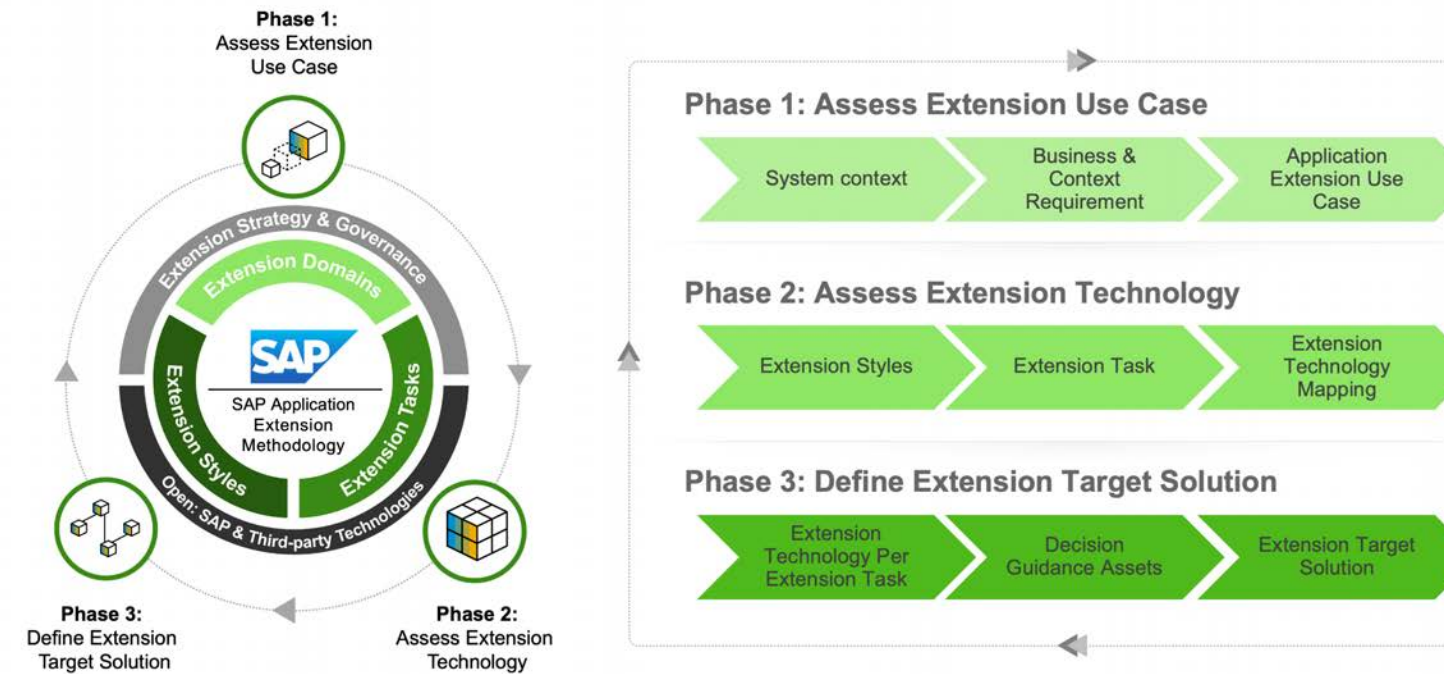 Phase 1:
Assess Extension
Use Case
Extension Strategy & Governance
Extension Domains
Extension Styles
Extension Tasks
SAP
SAP Application
Extension
Methodology
Open: SAP & Third-party Technologies
Phase 3:
Define Extension
Target Solution
Phase 2:
Assess Extension
Technology
Phase 1: Assess Extension Use Case
System context
Business &
Context
Requirement
Application
Extension Use
Case
Phase 2: Assess Extension Technology
Extension Styles
Extension Task
Extension
Technology
Mapping
Phase 3: Define Extension Target Solution
Extension
Technology Per
Extension Task
Decision
Guidance Assets
Extension Target
Solution